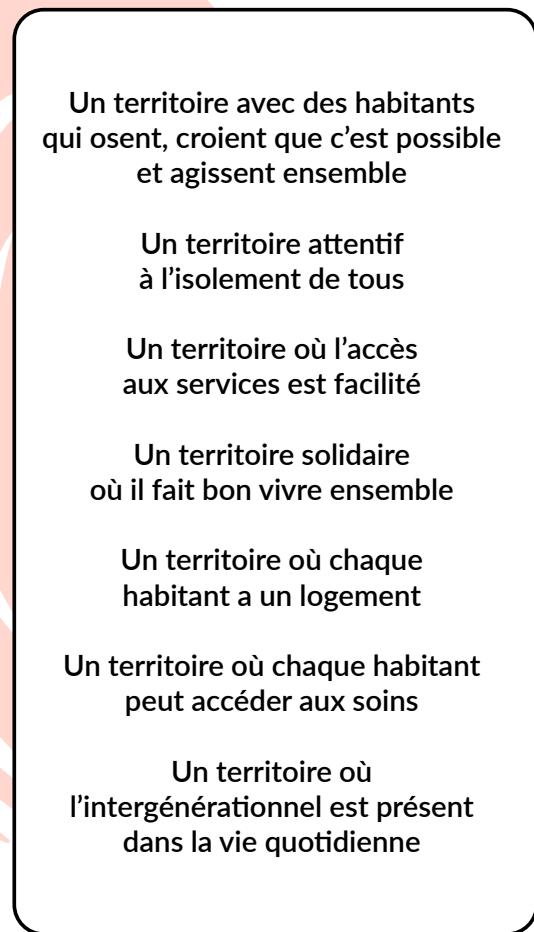 Un territoire avec des habitants
qui osent, croient que c’est possible
et agissent ensemble
Un territoire attentif
à l’isolement de tous
Un territoire où l’accès
aux services est facilité
Un territoire solidaire
où il fait bon vivre ensemble
Un territoire où chaque
habitant a un logement
Un territoire où chaque habitant
peut accéder aux soins
Un territoire où
l’intergénérationnel est présent
dans la vie quotidienne